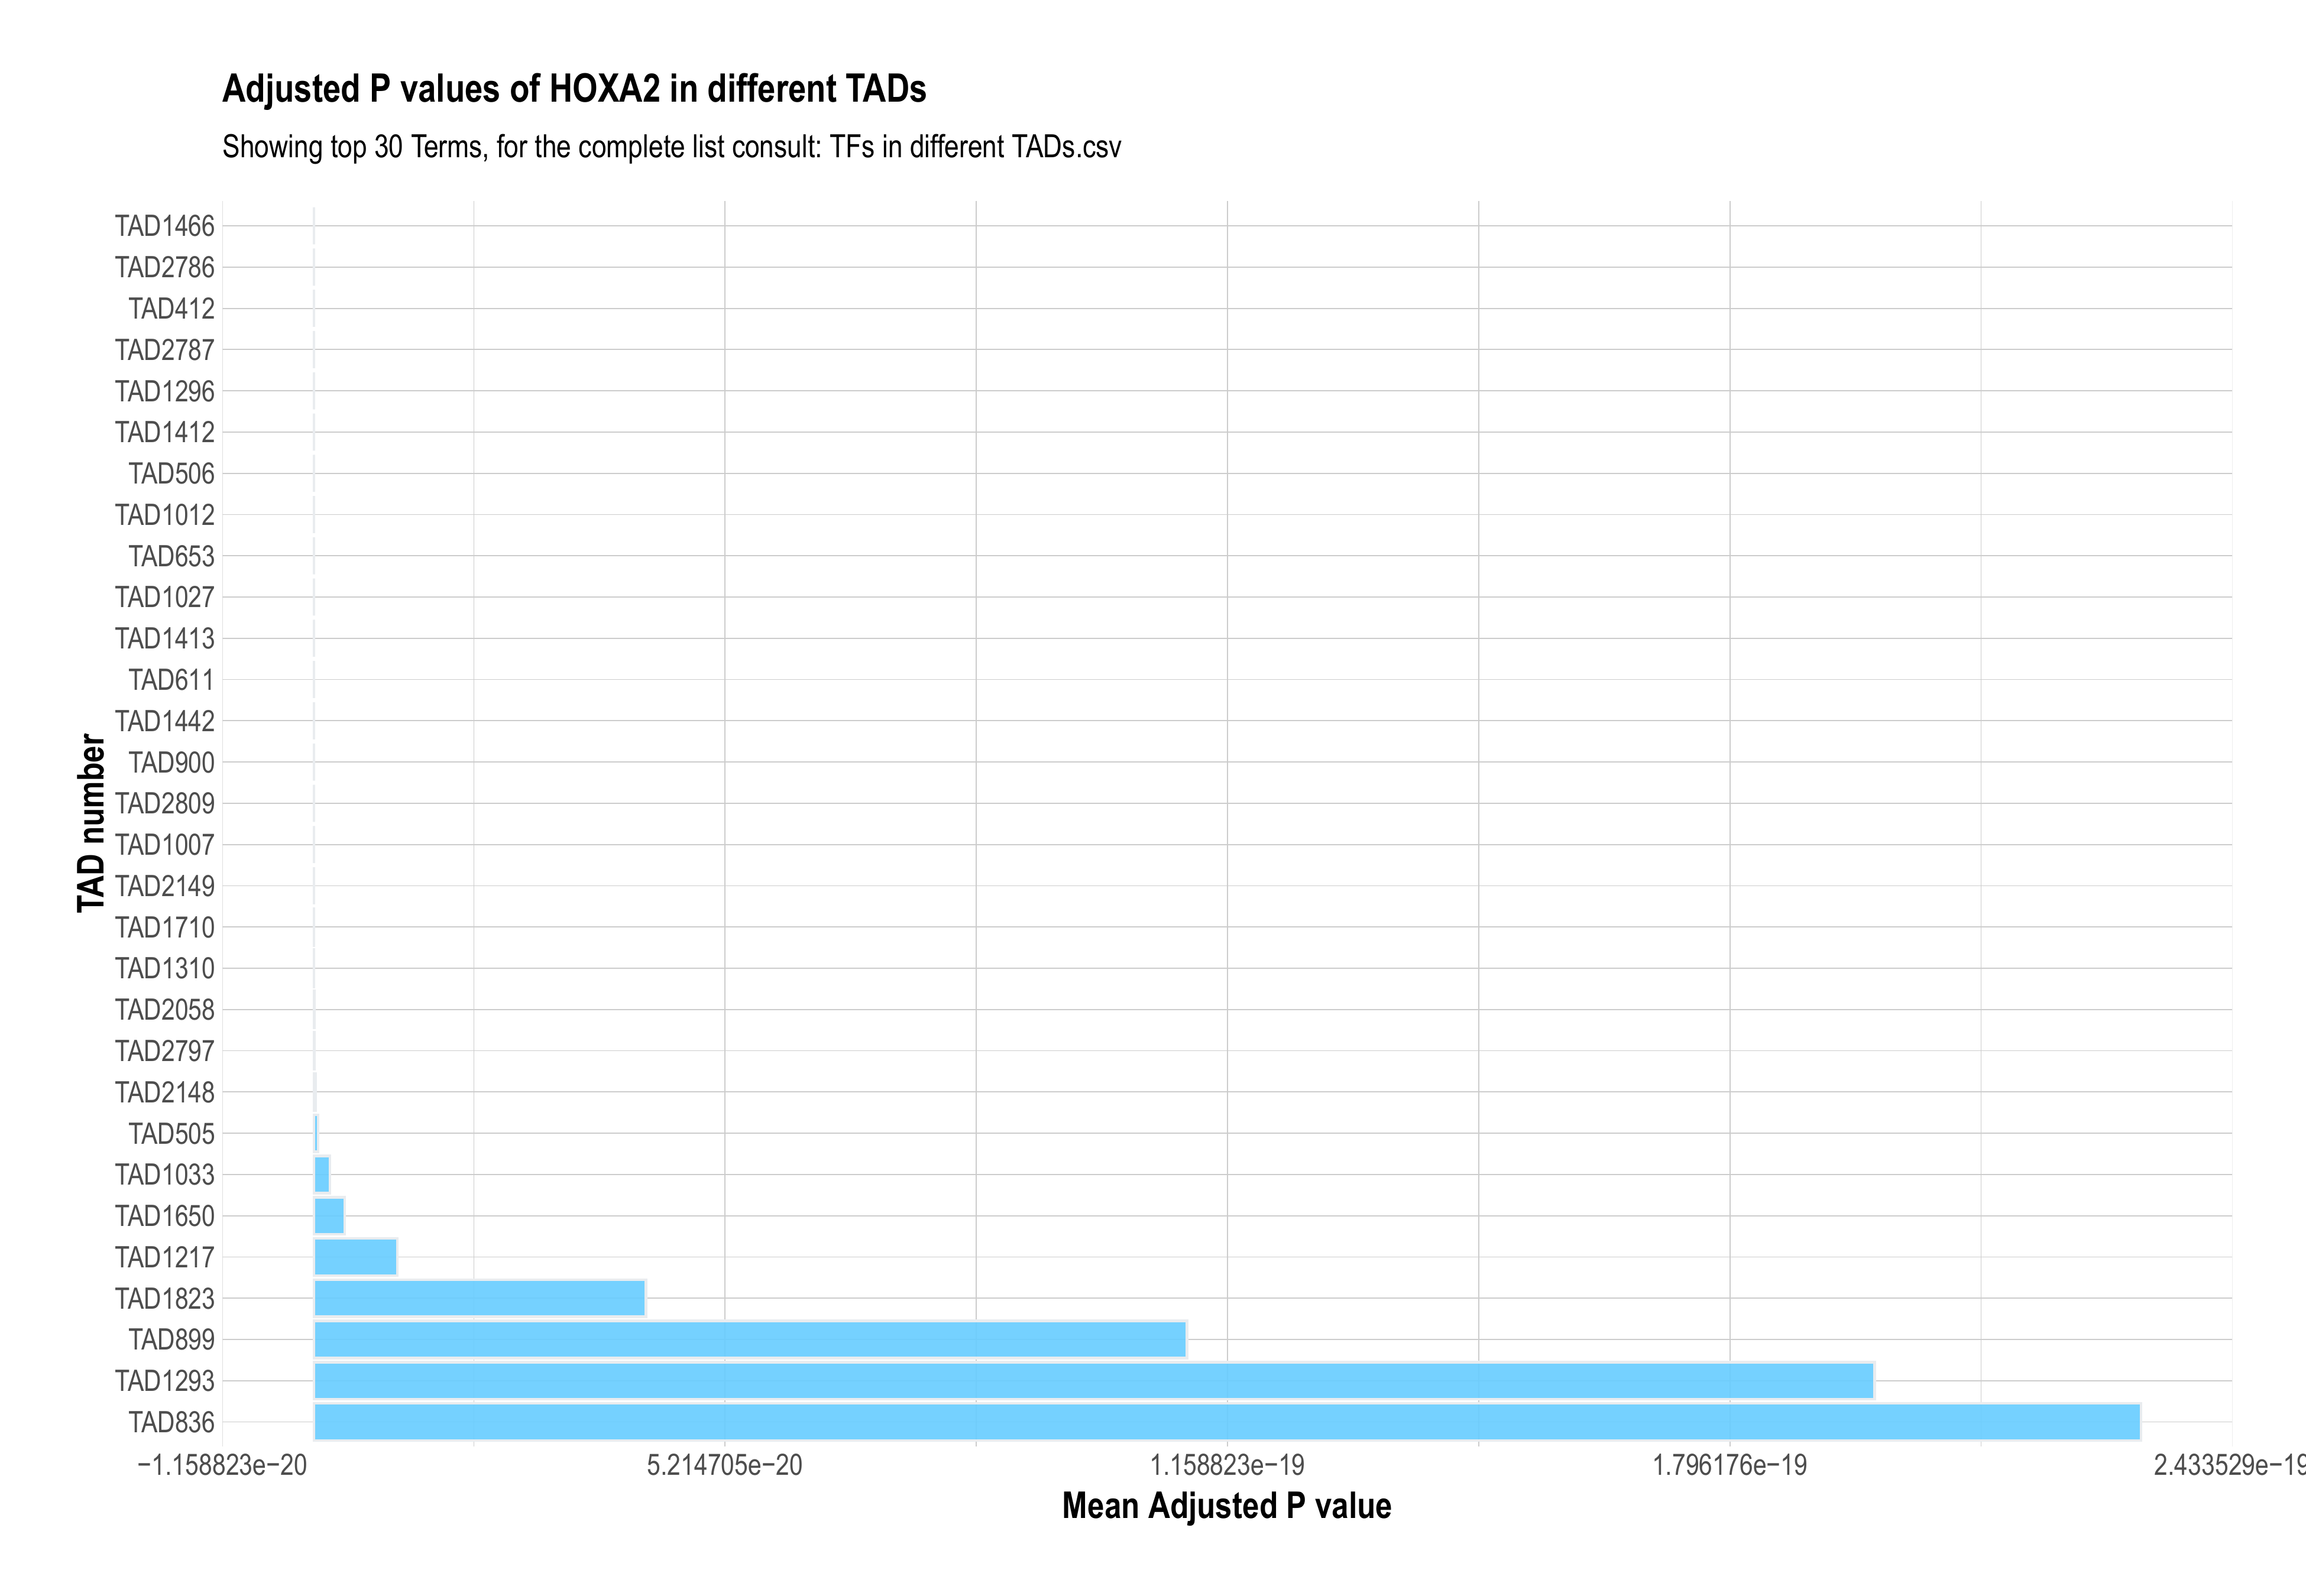 Adjusted P values of HOXA2 in different TADs
Showing top 30 Terms, for the complete list consult: TFs in different TADs.csv
TAD number
TAD1466
TAD2786
TAD412
TAD2787
TAD1296
TAD1412
TAD506
TAD1012
TAD653
TAD1027
TAD1413
TAD611
TAD1442
TAD900
TAD2809
TAD1007
TAD2149
TAD1710
TAD1310
TAD2058
TAD2797
TAD2148
TAD505
TAD1033
TAD1650
TAD1217
TAD1823
TAD899
TAD1293
TAD836
−1.158823e−20 5.214705e−20 1.158823e−19 1.796176e−19 2.433529e−19
Mean Adjusted P value